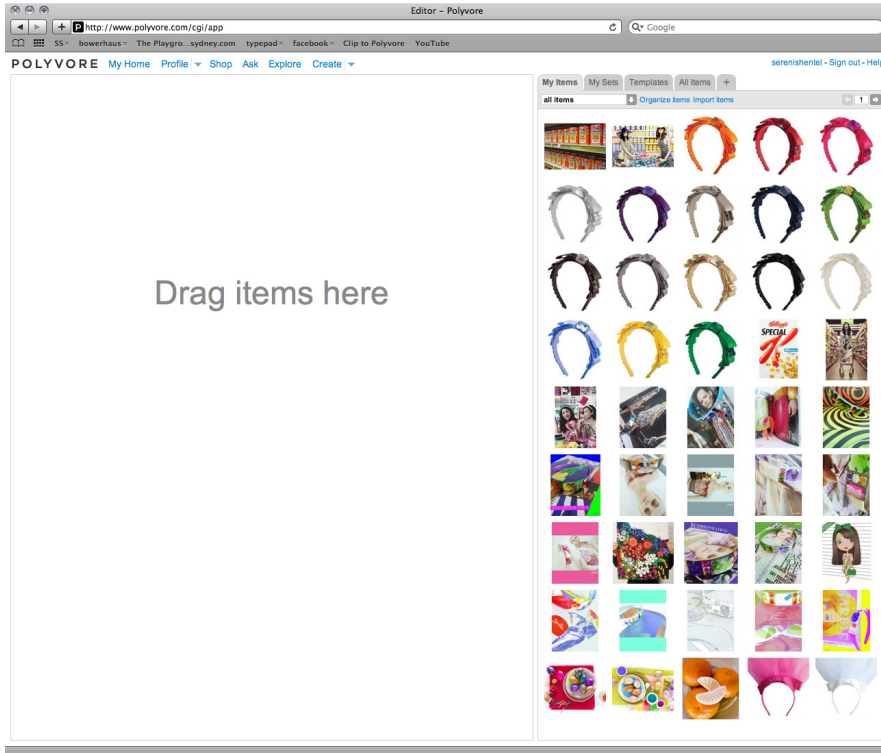 Editor – Polyvore
http://www.polyvore.com/cgi/app
Google
SS
bowerhaus
The Playgro...sydney.com
typepad
facebook
Clip to Polyvore
YouTube
POLYVORE
My Home
Profile
Shop
Ask
Explore
Create
serenishentel - Sign out - Help
My Items
My Sets
Templates
All Items
+
all items
Organize items
Import items
1
Drag items here
Kellogg's
SPECIAL
K